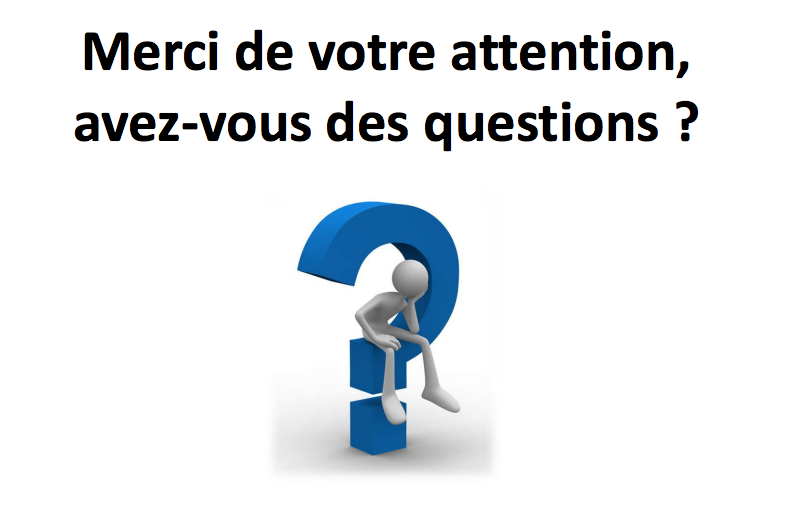 Merci de votre attention,
avez-vous des questions ?